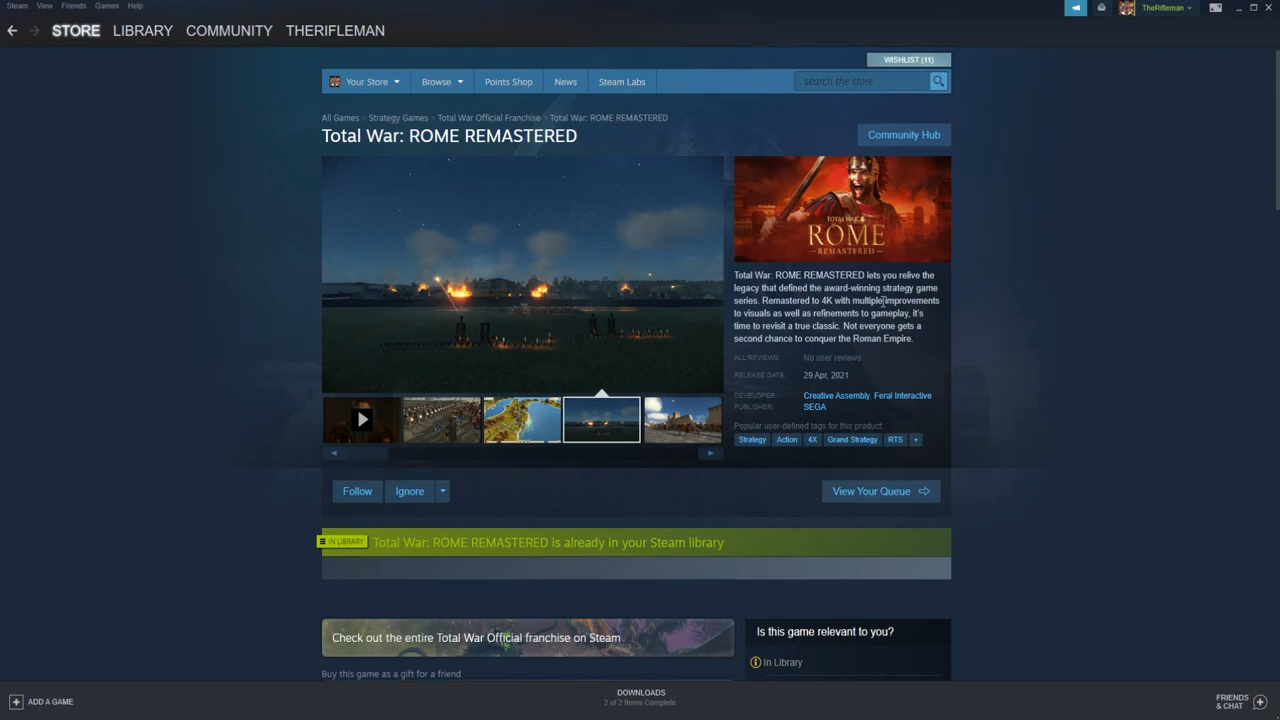 Steam View Friends Games Help
TheRifleman
STORE LIBRARY COMMUNITY THERIFLEMAN
WISHLIST (11)
Your Store Browse Points Shop News Steam Labs search the store
All Games > Strategy Games > Total War Official Franchise > Total War: ROME REMASTERED
Total War: ROME REMASTERED
Community Hub
TOTAL WAR
ROME
REMASTERED
Total War: ROME REMASTERED lets you relive the
legacy that defined the award-winning strategy game
series. Remastered to 4K with multiple improvements
to visuals as well as refinements to gameplay, it's
time to revisit a true classic. Not everyone gets a
second chance to conquer the Roman Empire.
ALL REVIEWS: No user reviews
RELEASE DATE: 29 Apr, 2021
DEVELOPER: Creative Assembly, Feral Interactive
PUBLISHER: SEGA
Popular user-defined tags for this product:
Strategy Action 4X Grand Strategy RTS +
Follow Ignore View Your Queue
IN LIBRARY Total War: ROME REMASTERED is already in your Steam library
Check out the entire Total War Official franchise on Steam
Is this game relevant to you?
In Library
Buy this game as a gift for a friend
ADD A GAME
DOWNLOADS
2 of 2 Items Complete
FRIENDS
& CHAT